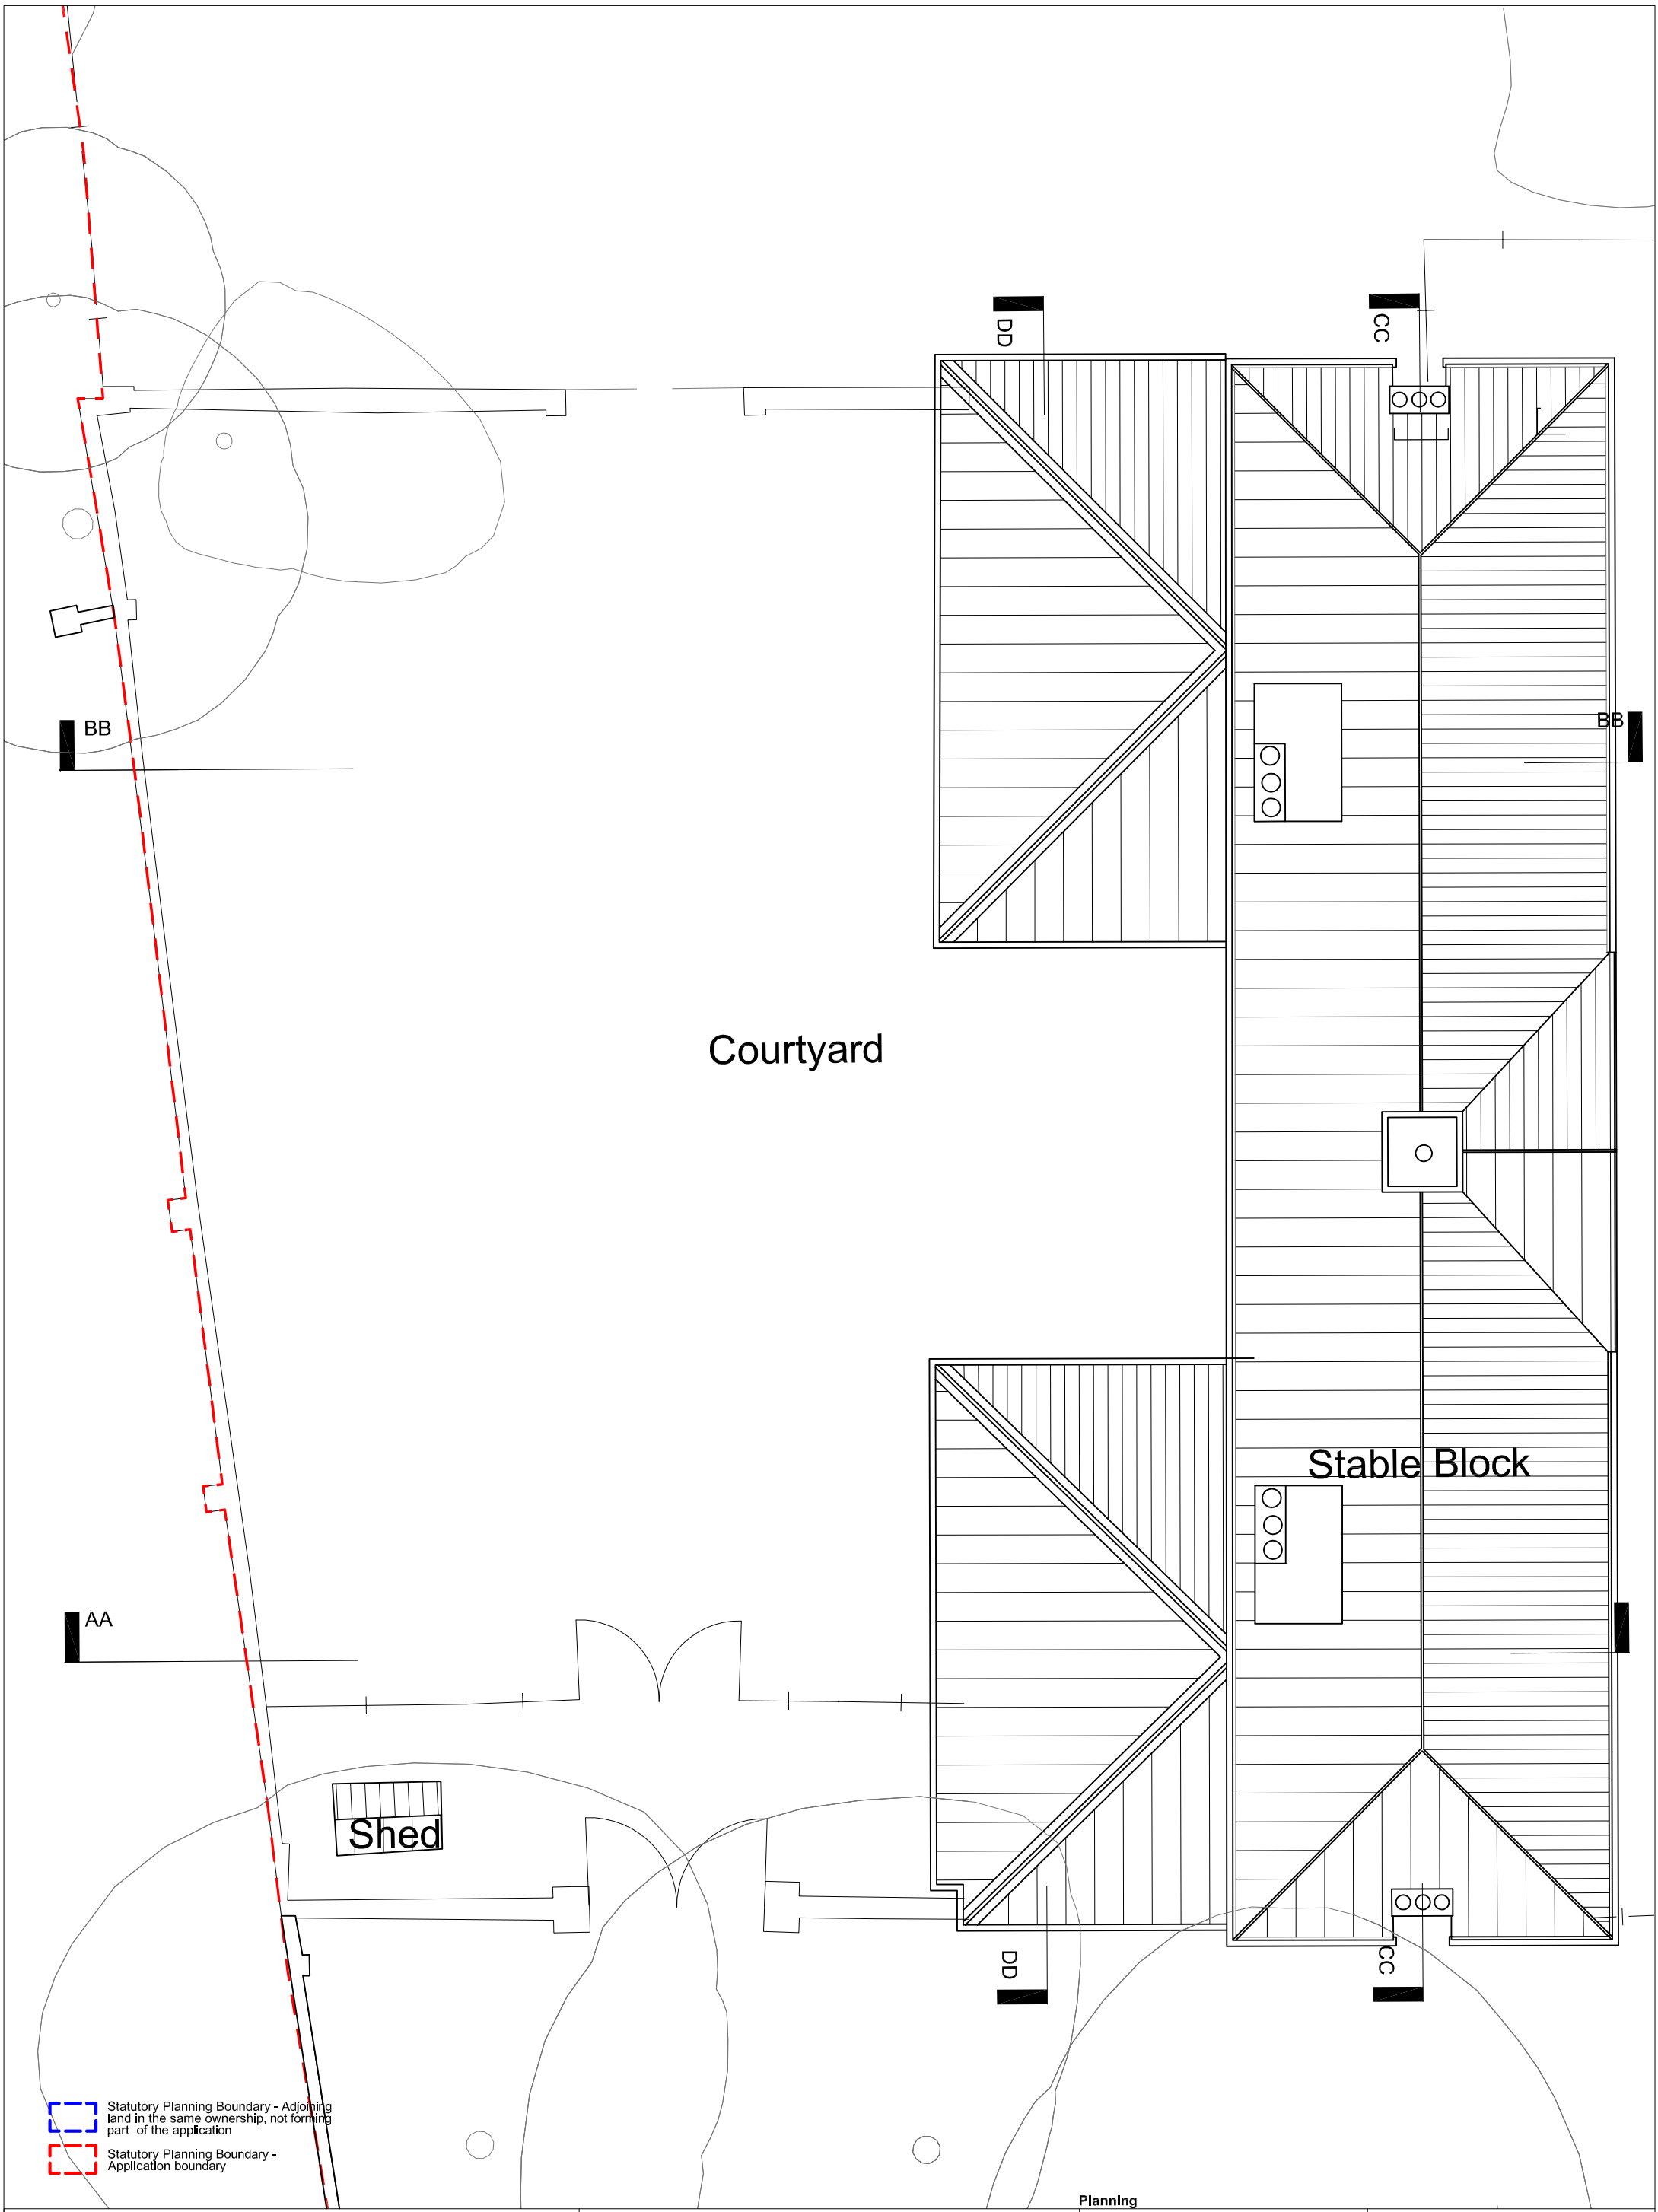 DD
CC
BB
BB
Courtyard
Stable Block
AA
Shed
DD
CC
Statutory Planning Boundary - Adjoining
land in the same ownership, not forming
part of the application
Statutory Planning Boundary -
Application boundary
Planning